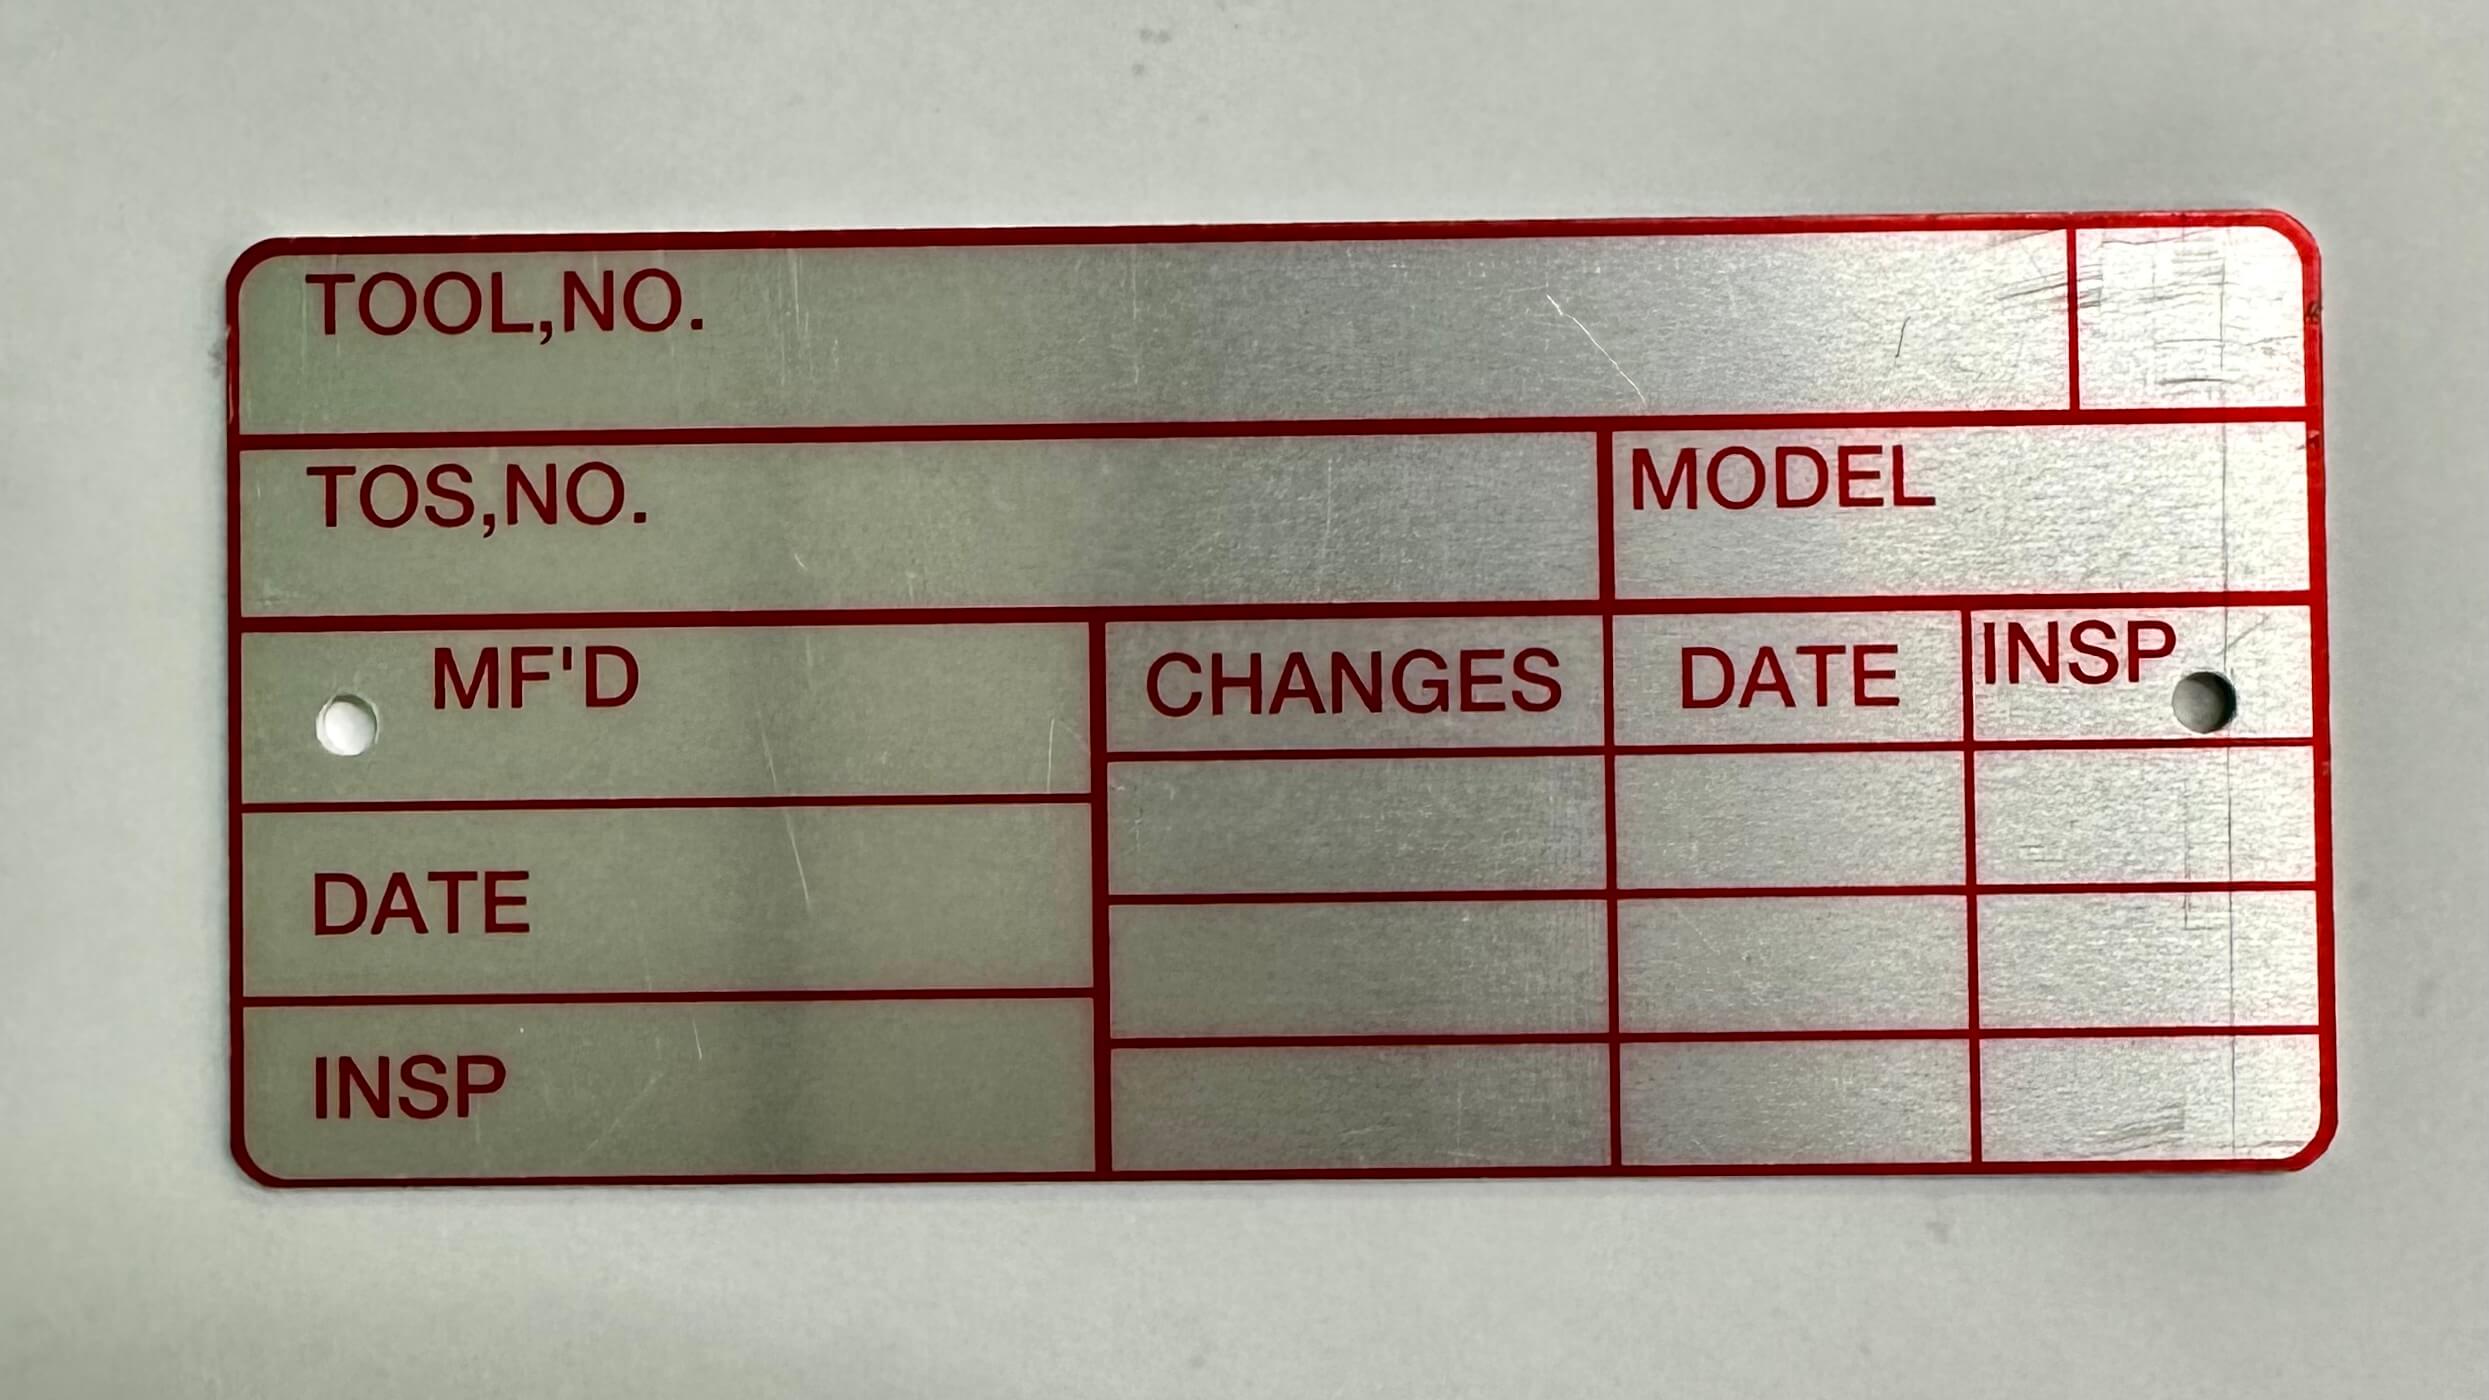 TOOL,NO.
TOS,NO.
MODEL
MF'D
CHANGES
DATE
INSP
DATE
INSP